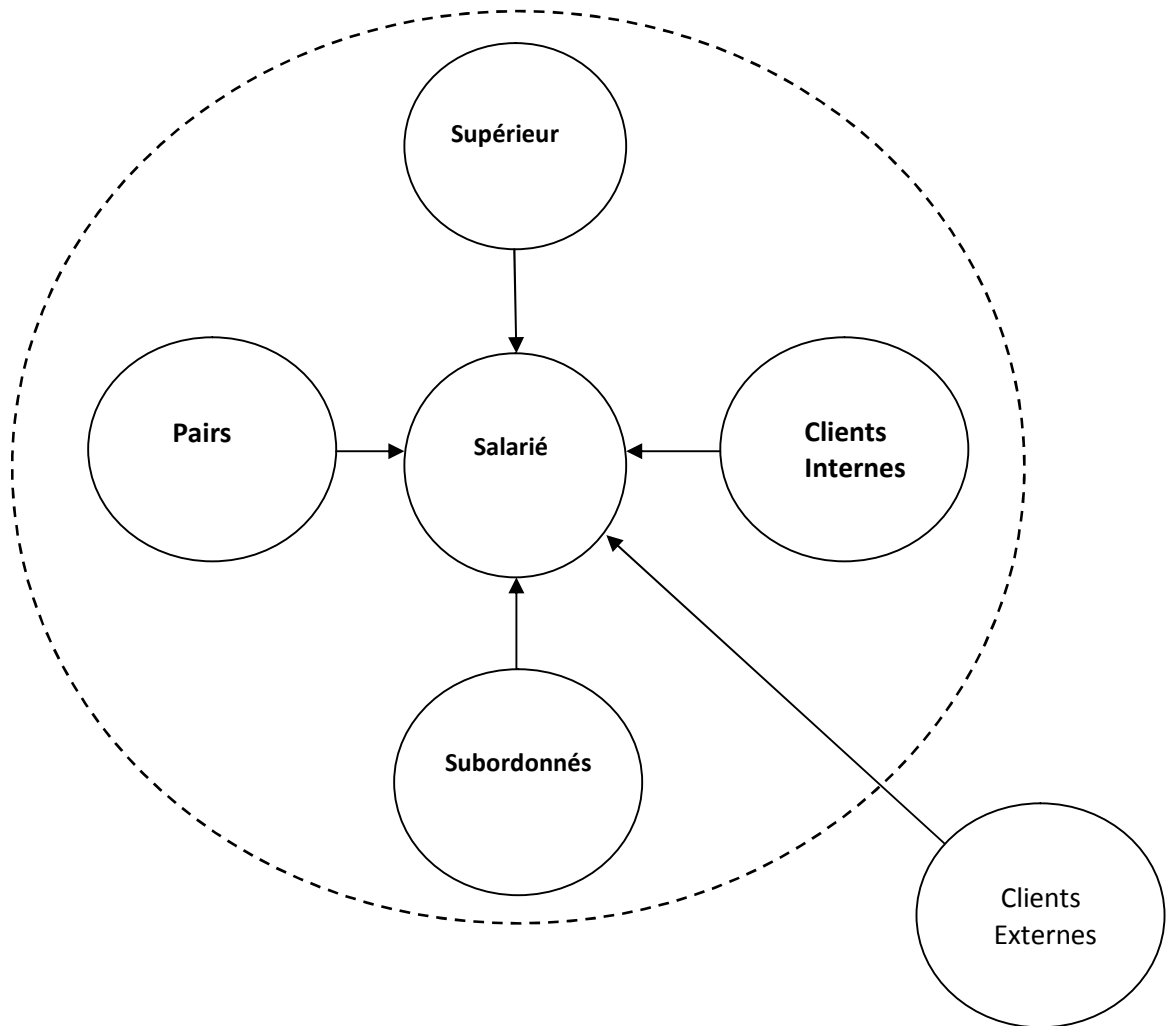 Supérieur
Pairs
Salarié
Clients
Internes
Subordonnés
Clients
Externes